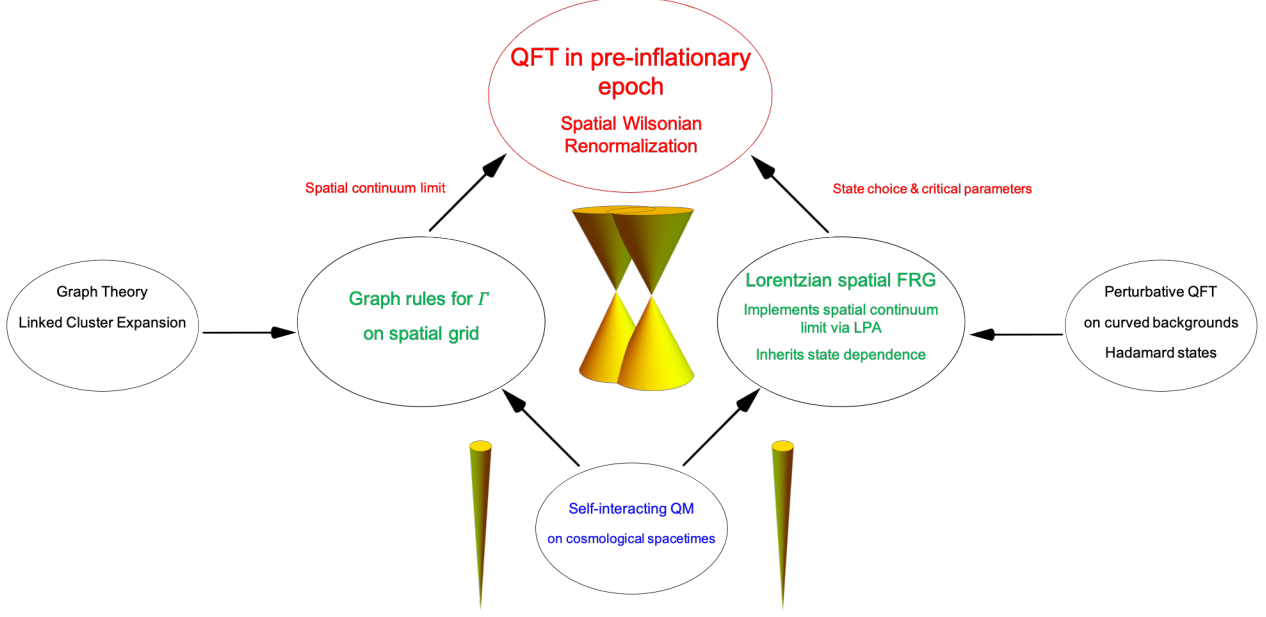 QFT in pre-inflationary
epoch
Spatial Wilsonian
Renormalization
Spatial continuum limit
State choice & critical parameters
Graph Theory
Linked Cluster Expansion
Graph rules for Γ
on spatial grid
Lorentzian spatial FRG
Implements spatial continuum
limit via LPA
Inherits state dependence
Perturbative QFT
on curved backgrounds
Hadamard states
Self-interacting QM
on cosmological spacetimes